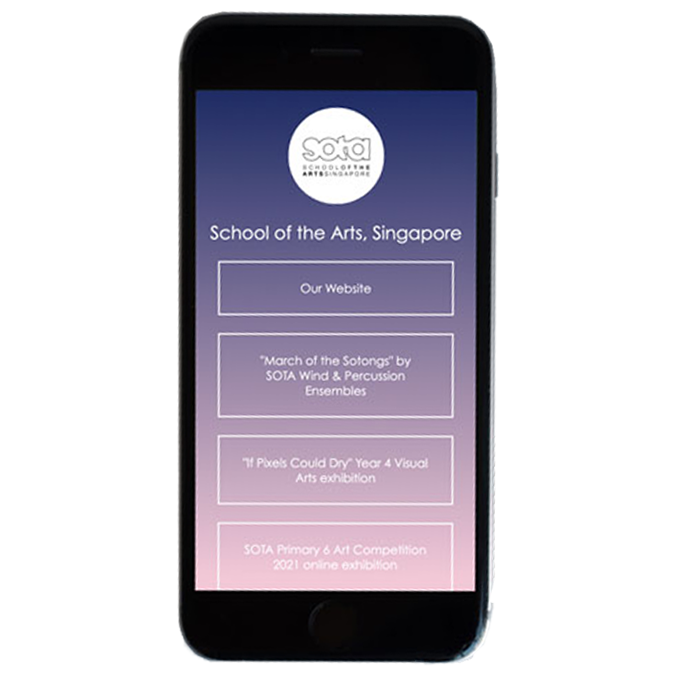 sota
SCHOOLOFTHE
ARTSSINGAPORE
School of the Arts, Singapore
Our Website
"March of the Sotongs" by
SOTA Wind & Percussion
Ensembles
"If Pixels Could Dry" Year 4 Visual
Arts exhibition
SOTA Primary 6 Art Competition
2021 online exhibition